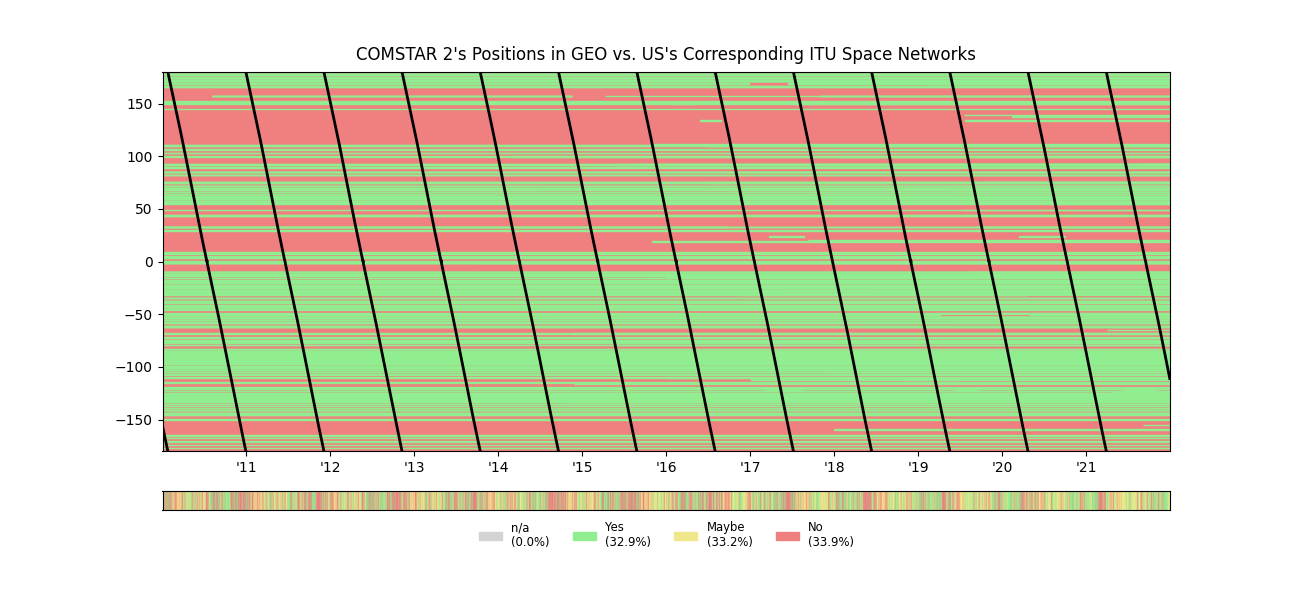 COMSTAR 2's Positions in GEO vs. US's Corresponding ITU Space Networks
150
100
50
0
−50
−100
−150
'11 '12 '13 '14 '15 '16 '17 '18 '19 '20 '21
n/a Yes Maybe No
(0.0%) (32.9%) (33.2%) (33.9%)